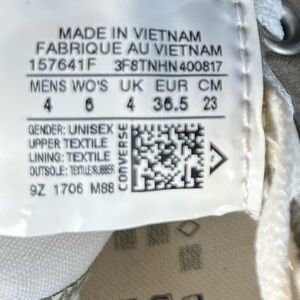 MADE IN VIETNAM
FABRIQUE AU VIETNAM
157641F 3F8TNHN400817
MENS WO'S UK EUR CM
4 6 4 36.5 23
GENDER: UNISEX
UPPER TEXTILE
LINING: TEXTILE
OUTSOLE: TEXTILE/RUBBER
9Z 1706 M88
CONVERSE